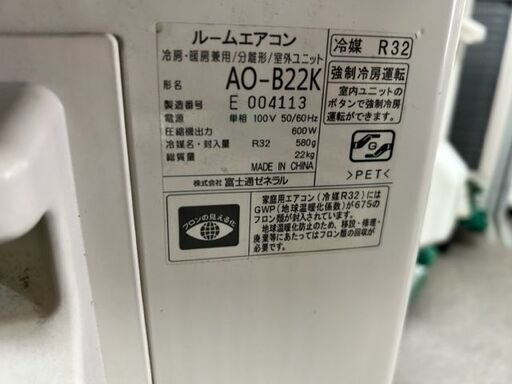 ルームエアコン
冷房・暖房兼用/分離形/室外ユニット
形名 AO-B22K
製造番号 E 004113
電源 単相 100V 50/60Hz
圧縮機出力 600W
冷媒名・封入量 R32 580g
総質量 22kg
MADE IN CHINA
株式会社 富士通ゼネラル
冷媒 R32
強制冷房運転
室内ユニットの
ボタンで強制冷房
運転ができます。
G
>PET<
フロンの見える化
家庭用エアコン（冷媒R32）には
GWP（地球温暖化係数）が675の
フロン類が封入されています。
地球温暖化防止のため、移設・修理・
廃棄等にあたってはフロン類の回収が
必要です。